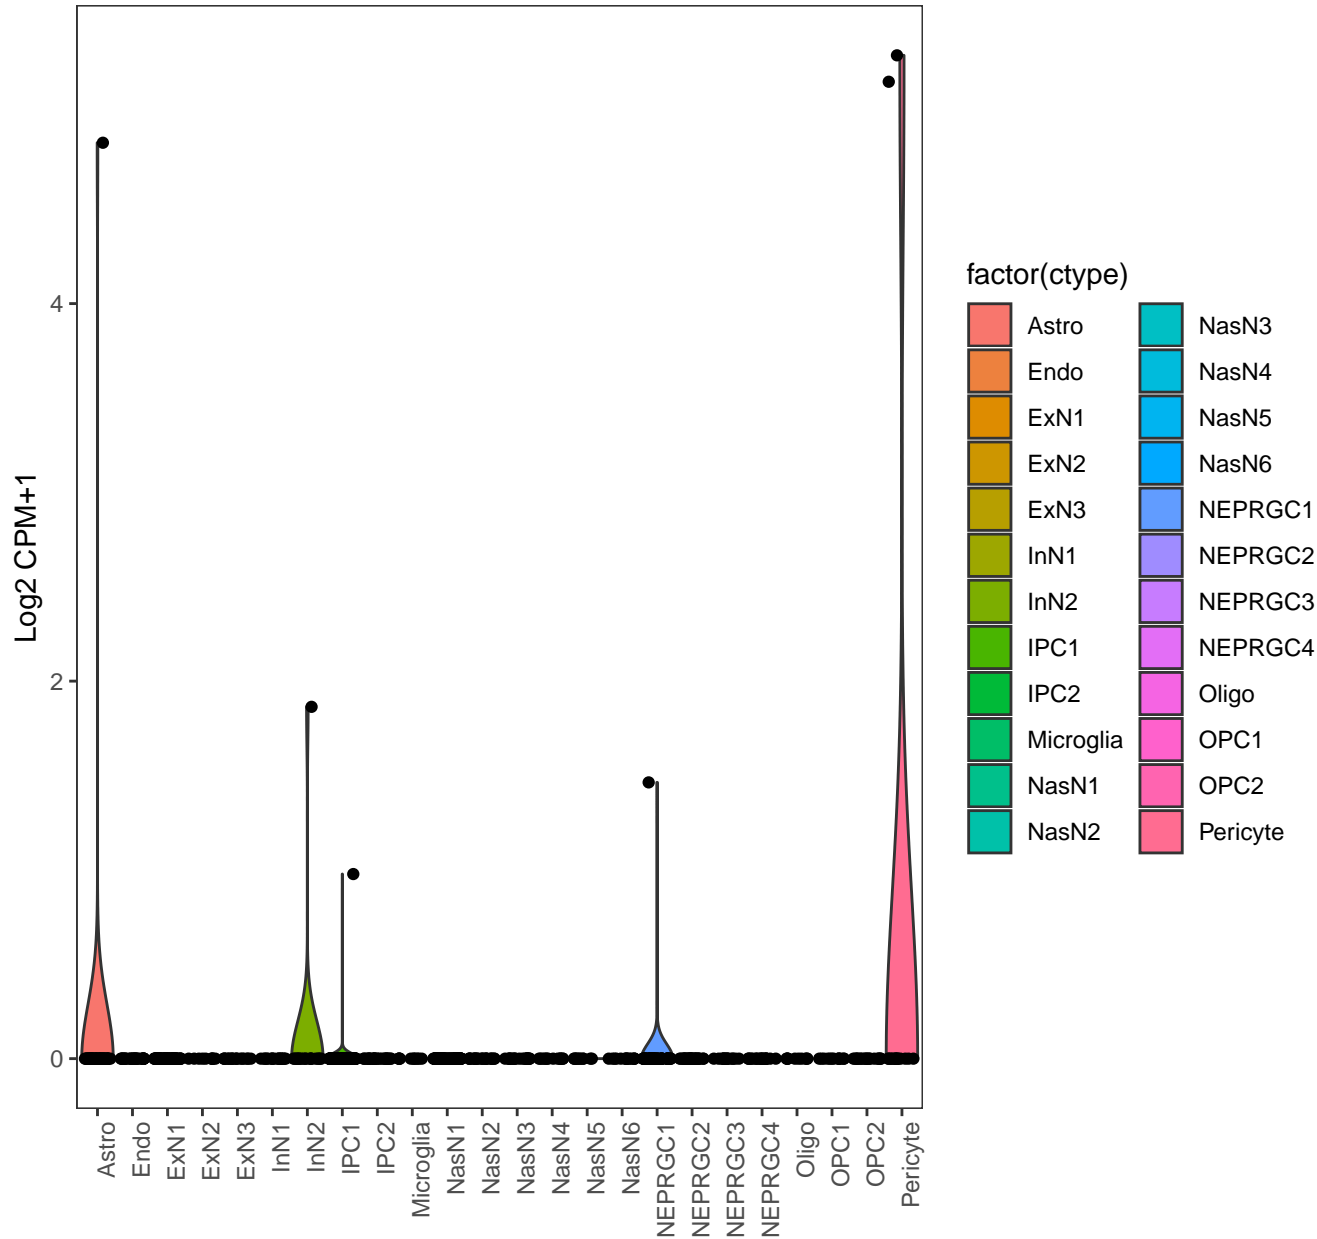 4
2
0
Log2 CPM+1
Astro
Endo
ExN1
ExN2
ExN3
InN1
InN2
IPC1
IPC2
Microglia
NasN1
NasN2
NasN3
NasN4
NasN5
NasN6
NEPRGC1
NEPRGC2
NEPRGC3
NEPRGC4
Oligo
OPC1
OPC2
Pericyte
factor(ctype)
Astro
Endo
ExN1
ExN2
ExN3
InN1
InN2
IPC1
IPC2
Microglia
NasN1
NasN2
NasN3
NasN4
NasN5
NasN6
NEPRGC1
NEPRGC2
NEPRGC3
NEPRGC4
Oligo
OPC1
OPC2
Pericyte